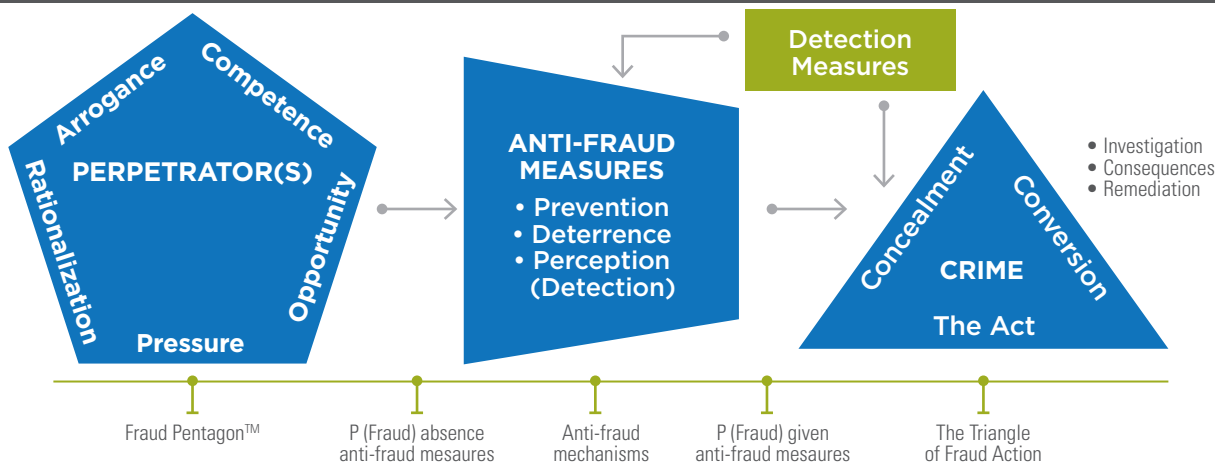 Arrogance
Competence
Rationalization
PERPETRATOR(S)
Opportunity
Pressure
ANTI-FRAUD
MEASURES
• Prevention
• Deterrence
• Perception
(Detection)
Detection
Measures
Concealment
Conversion
CRIME
The Act
• Investigation
• Consequences
• Remediation
Fraud Pentagon™
P (Fraud) absence
anti-fraud mesaures
Anti-fraud
mechanisms
P (Fraud) given
anti-fraud mesaures
The Triangle
of Fraud Action